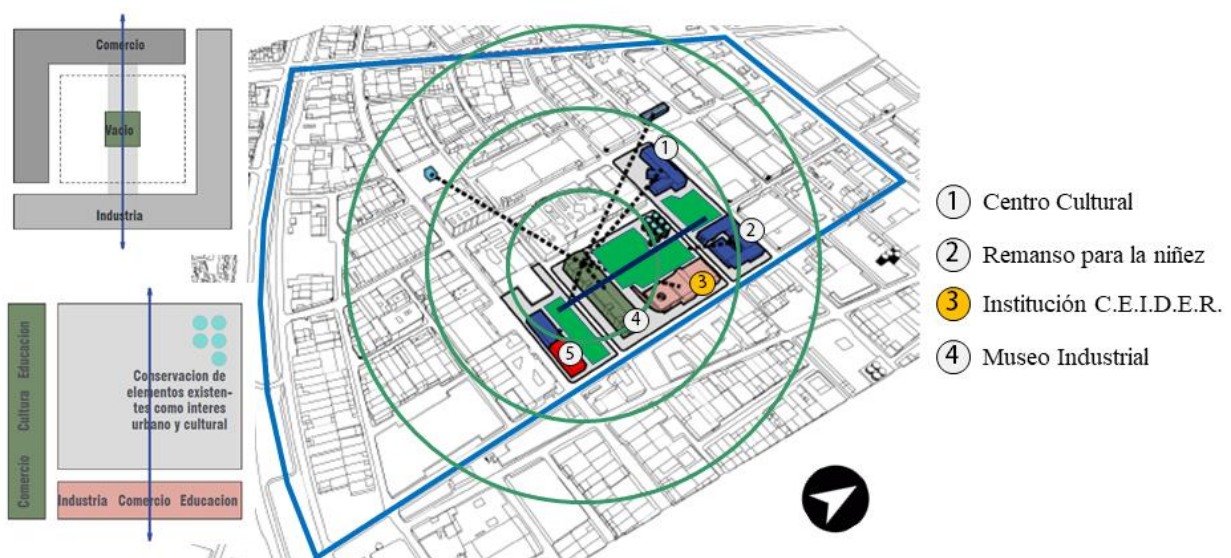 Comercio
Vacio
Industria
Comercio Cultura Educacion
Conservacion de
elementos existen-
tes como interes
urbano y cultural
Industria Comercio Educacion
1
2
3
4
5
1 Centro Cultural
2 Remanso para la niñez
3 Institución C.E.I.D.E.R.
4 Museo Industrial